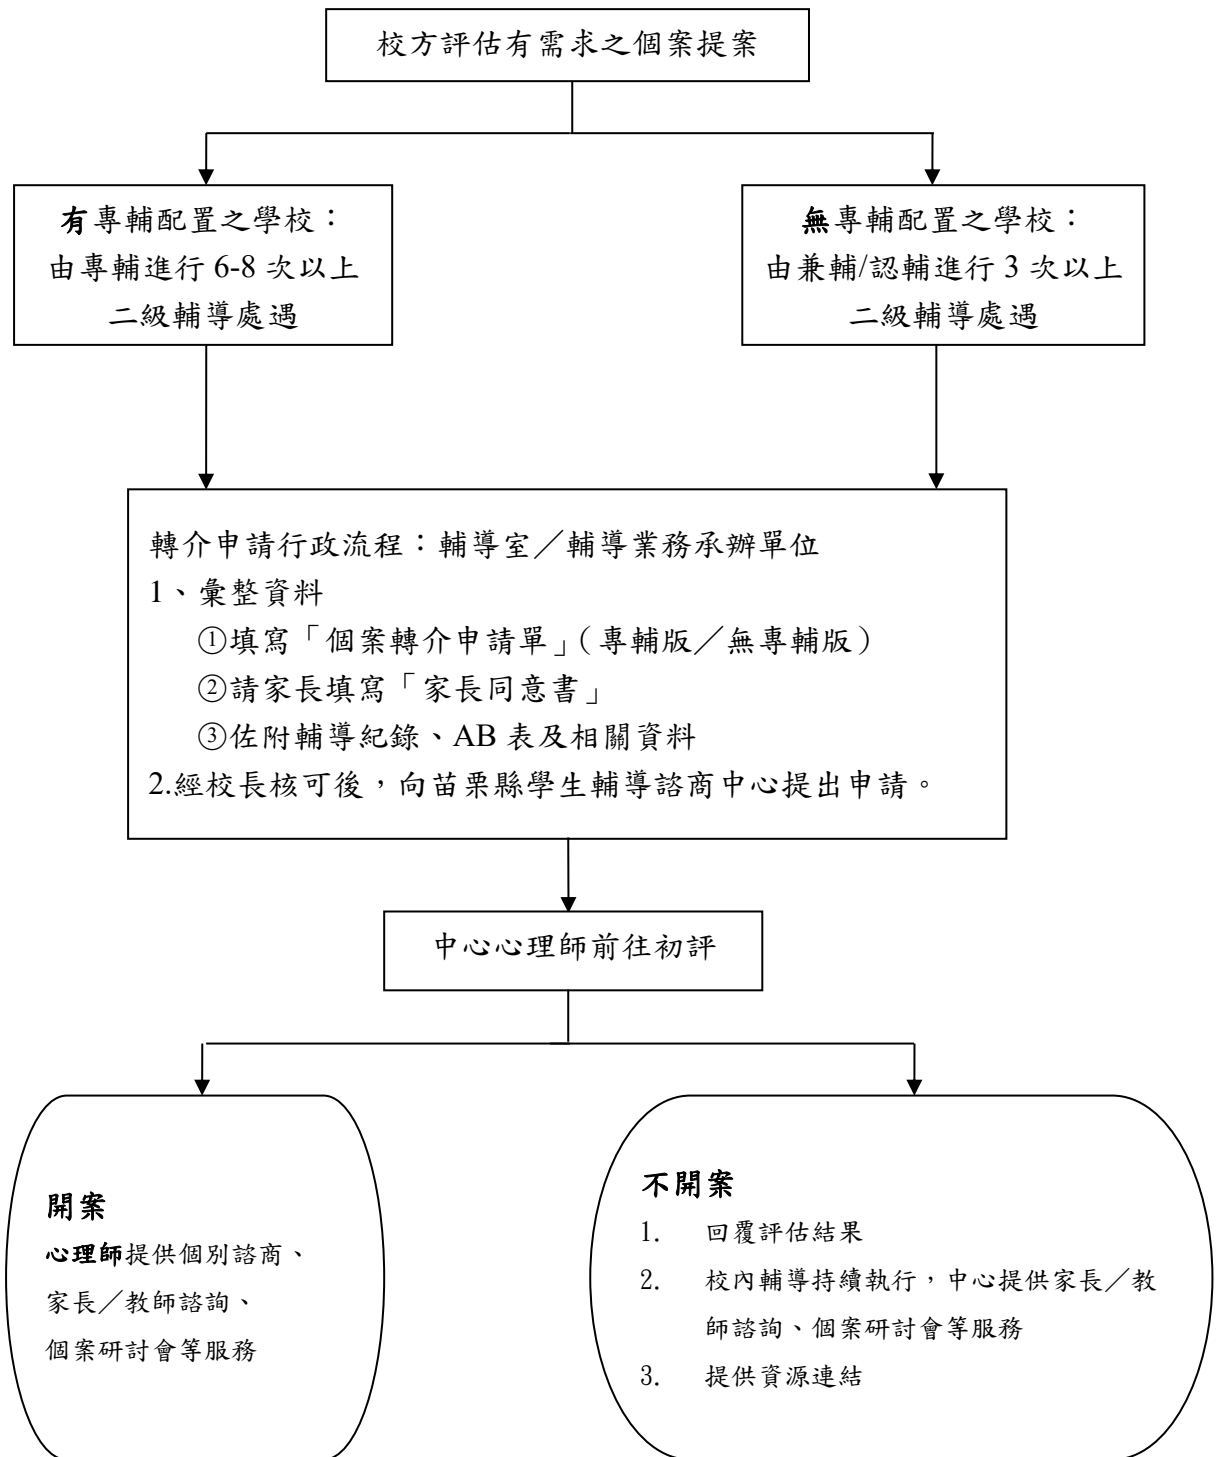 校方評估有需求之個案提案
有專輔配置之學校：
由專輔進行 6-8 次以上
二級輔導處遇
無專輔配置之學校：
由兼輔/認輔進行 3 次以上
二級輔導處遇
轉介申請行政流程：輔導室／輔導業務承辦單位
1、彙整資料
①填寫「個案轉介申請單」（專輔版／無專輔版）
②請家長填寫「家長同意書」
③佐附輔導紀錄、AB 表及相關資料
2.經校長核可後，向苗栗縣學生輔導諮商中心提出申請。
中心心理師前往初評
開案
心理師提供個別諮商、
家長／教師諮詢、
個案研討會等服務
不開案
1. 回覆評估結果
2. 校內輔導持續執行，中心提供家長／教
師諮詢、個案研討會等服務
3. 提供資源連結